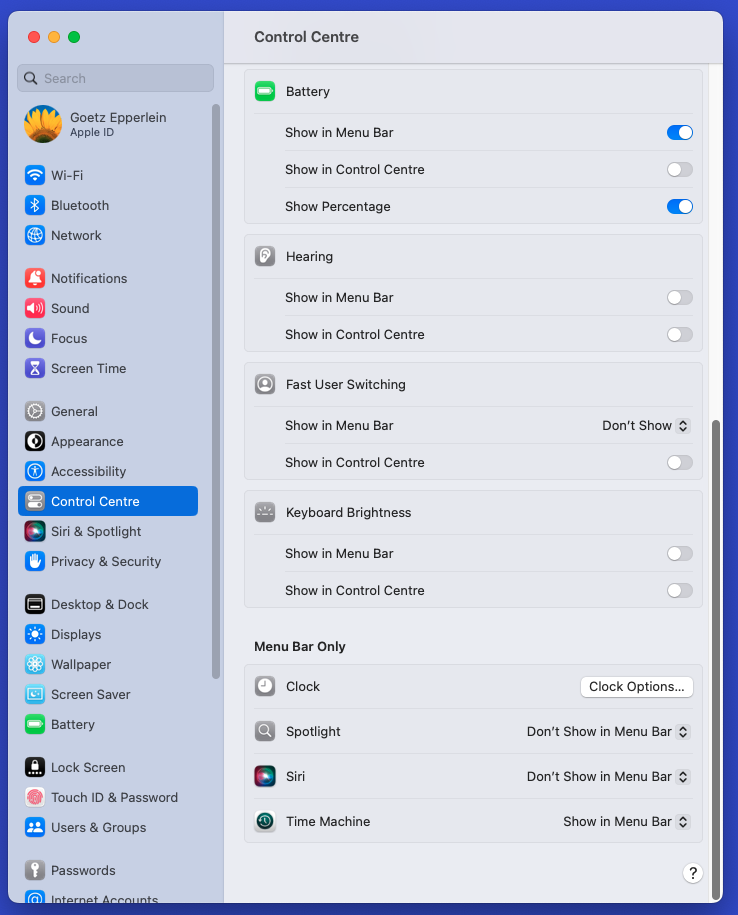 Control Centre
Search
Goetz Epperlein
Apple ID
Wi-Fi
Bluetooth
Network
Notifications
Sound
Focus
Screen Time
General
Appearance
Accessibility
Control Centre
Siri & Spotlight
Privacy & Security
Desktop & Dock
Displays
Wallpaper
Screen Saver
Battery
Lock Screen
Touch ID & Password
Users & Groups
Passwords
Internet Accounts
Battery
Show in Menu Bar
Show in Control Centre
Show Percentage
Hearing
Show in Menu Bar
Show in Control Centre
Fast User Switching
Show in Menu Bar Don't Show
Show in Control Centre
Keyboard Brightness
Show in Menu Bar
Show in Control Centre
Menu Bar Only
Clock Clock Options...
Spotlight Don't Show in Menu Bar
Siri Don't Show in Menu Bar
Time Machine Show in Menu Bar
?